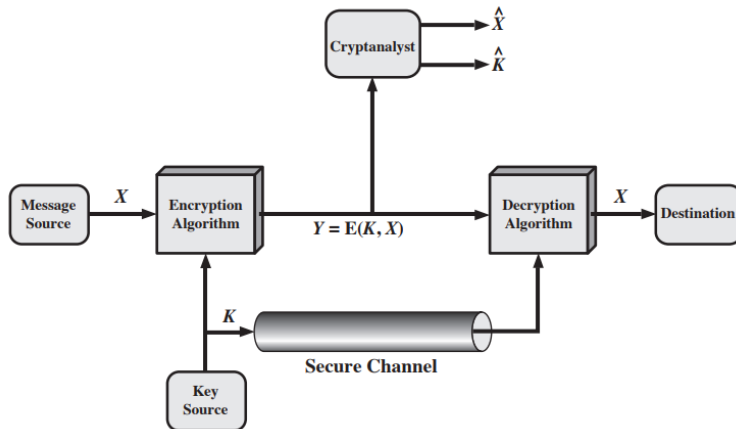 X̂
Cryptanalyst
K̂
Message
Source
X
Encryption
Algorithm
Y = E(K, X)
Decryption
Algorithm
X
Destination
K
Secure Channel
Key
Source